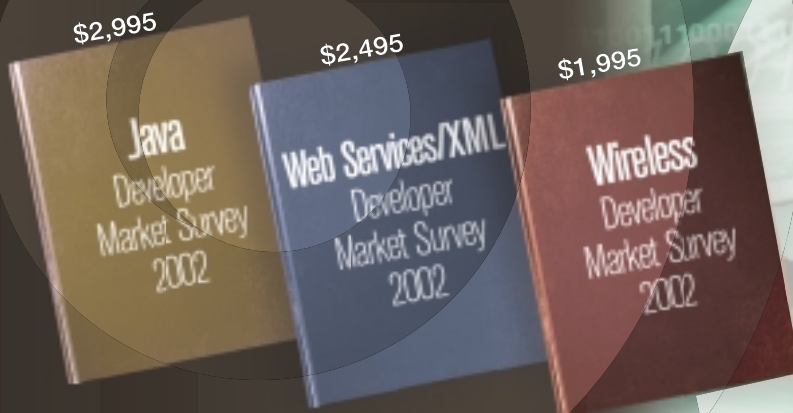 $2,995
Java
Developer
Market Survey
2002
$2,495
Web Services/XML
Developer
Market Survey
2002
$1,995
Wireless
Developer
Market Survey
2002